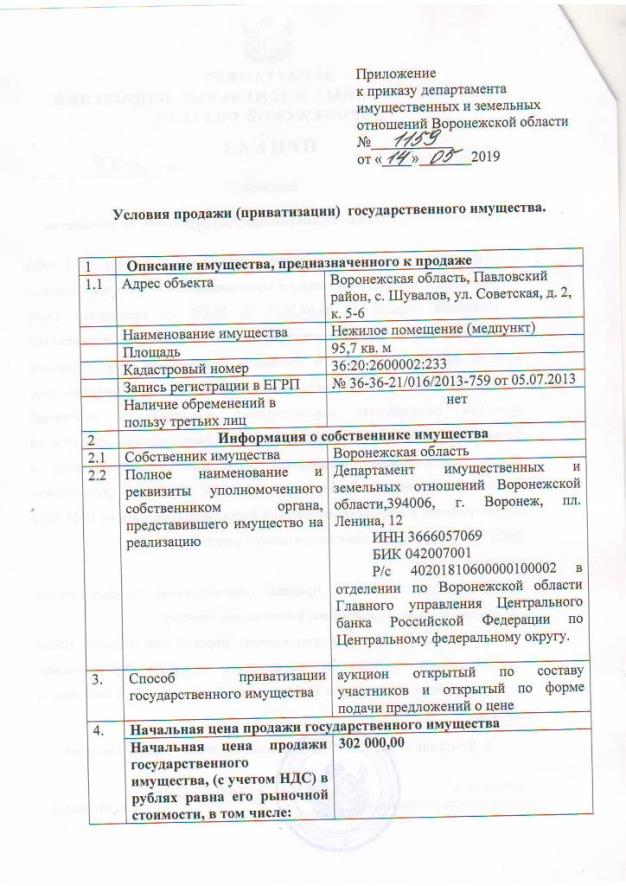 Приложение
к приказу департамента
имущественных и земельных
отношений Воронежской области
№ 1159
от «14» 05 2019
Условия продажи (приватизации) государственного имущества.
1 Описание имущества, предназначенного к продаже
1.1 Адрес объекта Воронежская область, Павловский
район, с. Шувалов, ул. Советская, д. 2,
к. 5-6
Наименование имущества Нежилое помещение (медпункт)
Площадь 95,7 кв. м
Кадастровый номер 36:20:2600002:233
Запись регистрации в ЕГРП № 36-36-21/016/2013-759 от 05.07.2013
Наличие обременений в нет
пользу третьих лиц
2 Информация о собственнике имущества
2.1 Собственник имущества Воронежская область
2.2 Полное наименование и Департамент имущественных и
реквизиты уполномоченного земельных отношений Воронежской
собственником органа, области,394006, г. Воронеж, пл.
представившего имущество на Ленина, 12
реализацию ИНН 3666057069
БИК 042007001
Р/с 40201810600000100002 в
отделении по Воронежской области
Главного управления Центрального
банка Российской Федерации по
Центральному федеральному округу.
3. Способ приватизации аукцион открытый по составу
государственного имущества участников и открытый по форме
подачи предложений о цене
4. Начальная цена продажи государственного имущества
Начальная цена продажи 302 000,00
государственного
имущества, (с учетом НДС) в
рублях равна его рыночной
стоимости, в том числе: